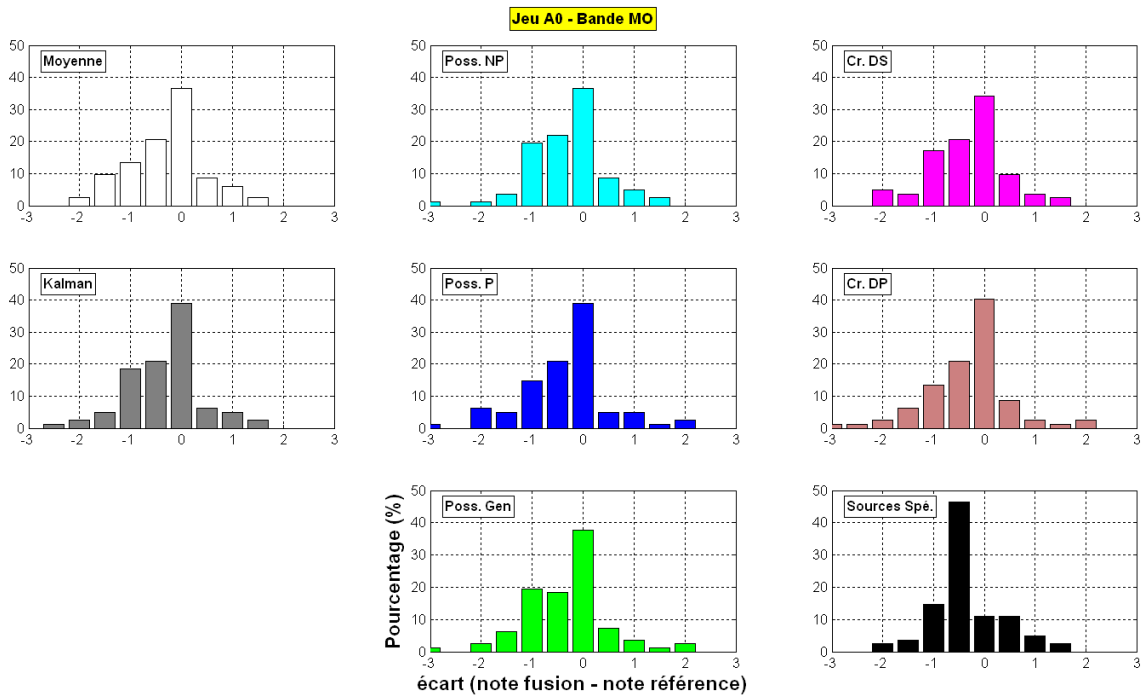 Jeu A0 - Bande MO
Moyenne
50
40
30
20
10
0
-3 -2 -1 0 1 2 3
Poss. NP
50
40
30
20
10
0
-3 -2 -1 0 1 2 3
Cr. DS
50
40
30
20
10
0
-3 -2 -1 0 1 2 3
Kalman
50
40
30
20
10
0
-3 -2 -1 0 1 2 3
Poss. P
50
40
30
20
10
0
-3 -2 -1 0 1 2 3
Cr. DP
50
40
30
20
10
0
-3 -2 -1 0 1 2 3
Poss. Gen
Pourcentage (%)
50
40
30
20
10
0
-3 -2 -1 0 1 2 3
écart (note fusion - note référence)
Sources Spé.
50
40
30
20
10
0
-3 -2 -1 0 1 2 3